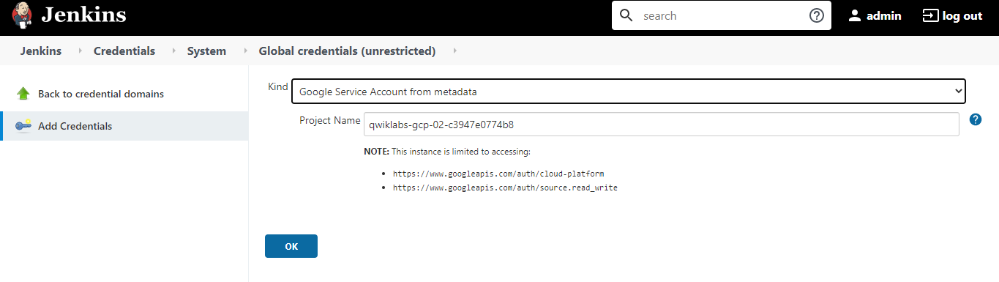 Jenkins
search
admin
log out
Jenkins
Credentials
System
Global credentials (unrestricted)
Back to credential domains
Add Credentials
Kind
Google Service Account from metadata
Project Name
qwiklabs-gcp-02-c3947e0774b8
NOTE: This instance is limited to accessing:
https://www.googleapis.com/auth/cloud-platform
https://www.googleapis.com/auth/source.read_write
OK